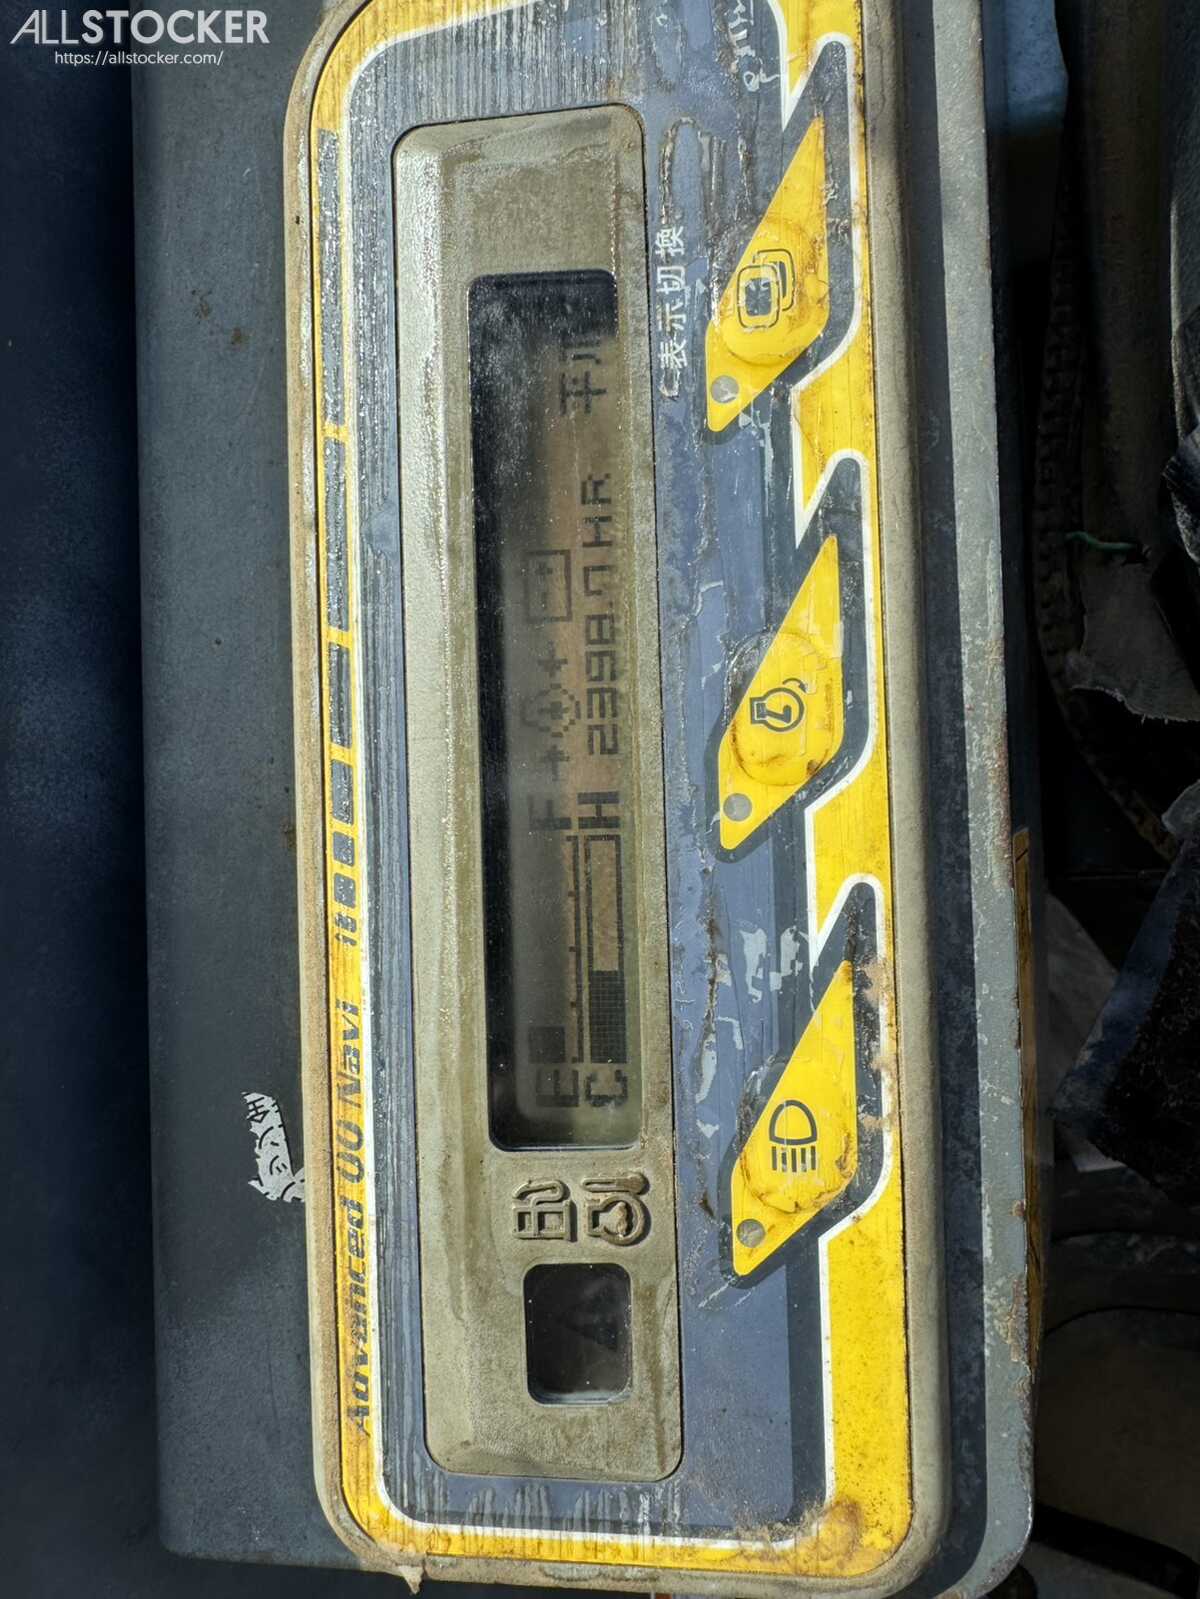 ALLSTOCKER
https://allstocker.com/
Advanced 00 Navi
E F
C H 2398.7HR
表示切換